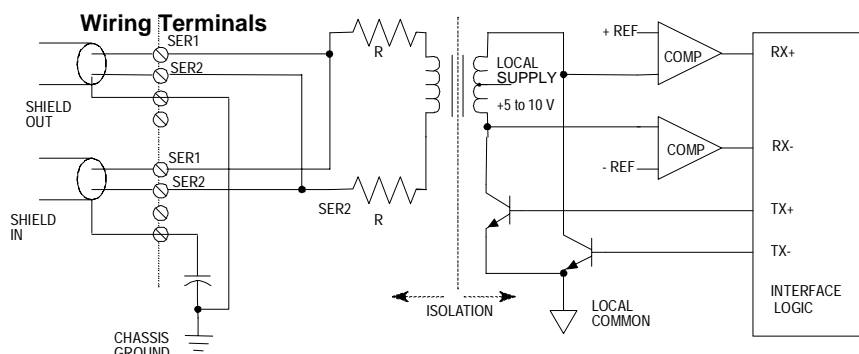 Wiring Terminals
SER1
SER2
SHIELD
OUT
R
LOCAL
SUPPLY
+5 to 10 V
+ REF
COMP
RX+
SER1
SER2
SHIELD
IN
SER2
R
- REF
COMP
RX-
TX+
TX-
ISOLATION
LOCAL
COMMON
INTERFACE
LOGIC
CHASSIS
GROUND